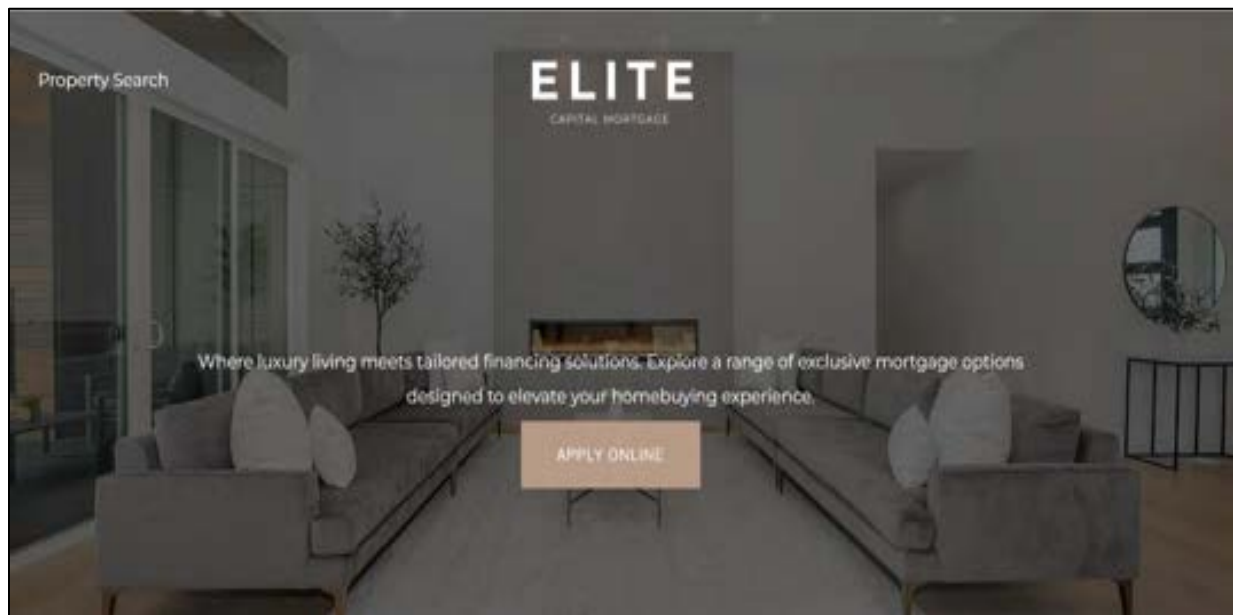 Property Search
ELITE
CAPITAL MORTGAGE
Where luxury living meets tailored financing solutions. Explore a range of exclusive mortgage options
designed to elevate your homebuying experience.
APPLY ONLINE